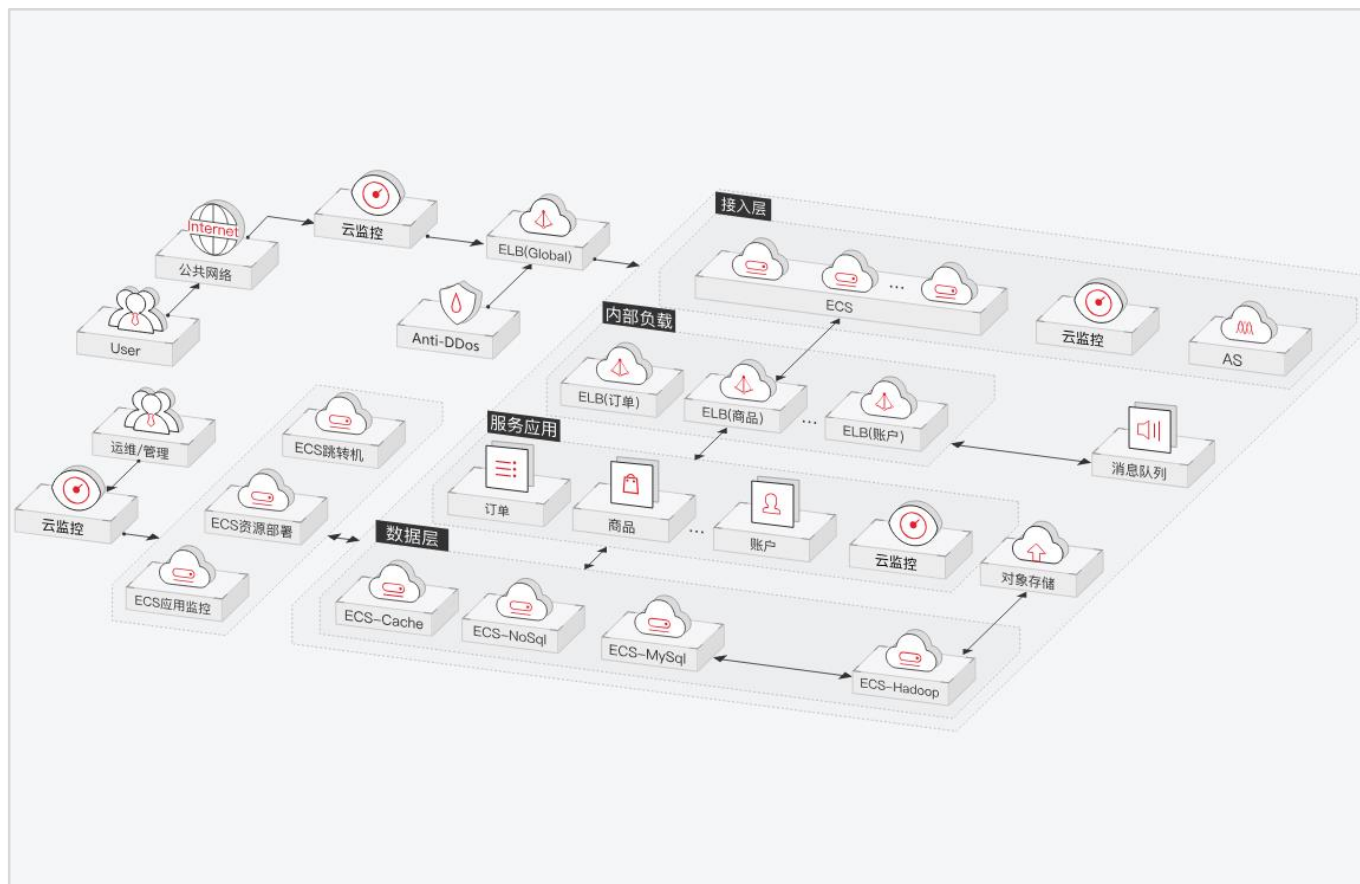 云监控
Internet
公共网络
ELB(Global)
User
Anti-DDos
接入层
ECS
...
云监控
AS
内部负载
ELB(订单)
ELB(商品)
...
ELB(账户)
消息队列
服务应用
订单
商品
...
账户
云监控
对象存储
运维/管理
云监控
ECS跳转机
ECS资源部署
ECS应用监控
数据层
ECS-Cache
ECS-NoSql
ECS-MySql
ECS-Hadoop